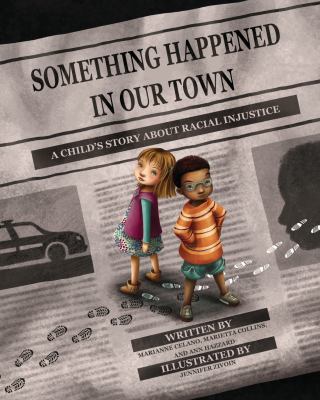 SOMETHING HAPPENED
IN OUR TOWN
A CHILD'S STORY ABOUT RACIAL INJUSTICE
WRITTEN BY
MARIANNE CELANO, MARIETTA COLLINS,
AND ANN HAZZARD
ILLUSTRATED BY
JENNIFER ZIVOIN